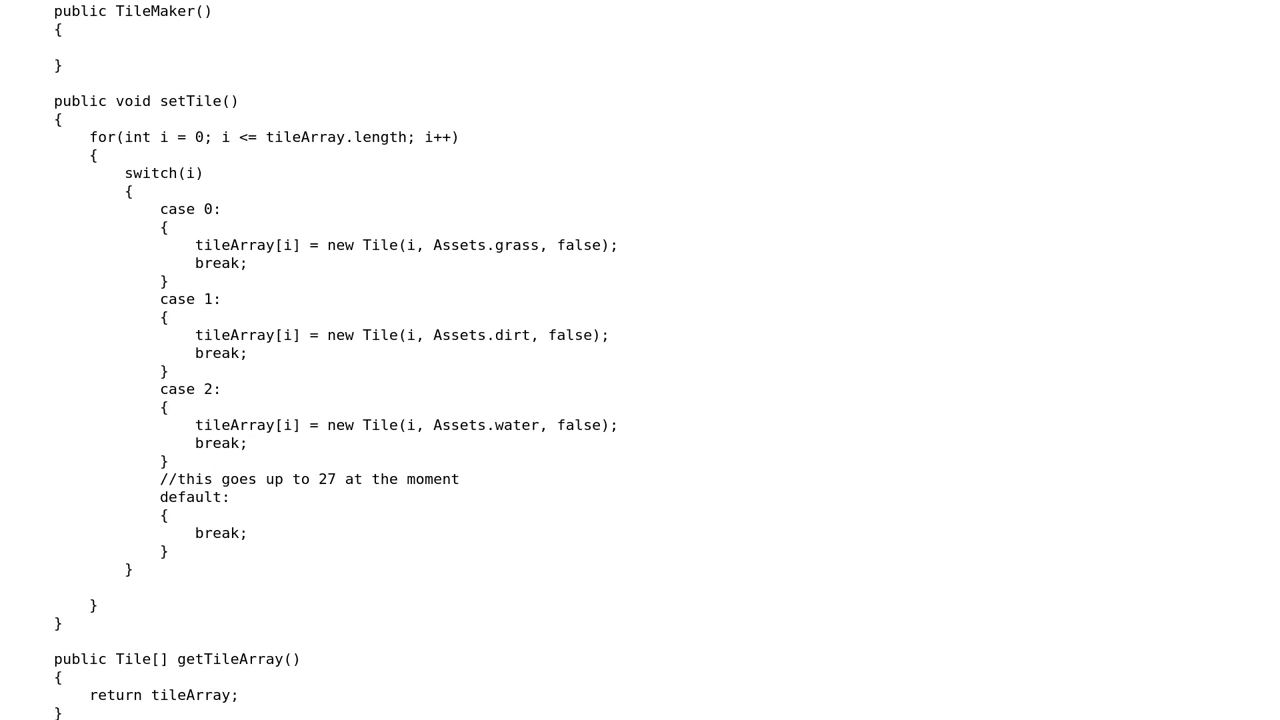 public TileMaker()
{
}
public void setTile()
{
for(int i = 0; i <= tileArray.length; i++)
{
switch(i)
{
case 0:
{
tileArray[i] = new Tile(i, Assets.grass, false);
break;
}
case 1:
{
tileArray[i] = new Tile(i, Assets.dirt, false);
break;
}
case 2:
{
tileArray[i] = new Tile(i, Assets.water, false);
break;
}
//this goes up to 27 at the moment
default:
{
break;
}
}
}
}
public Tile[] getTileArray()
{
return tileArray;
}